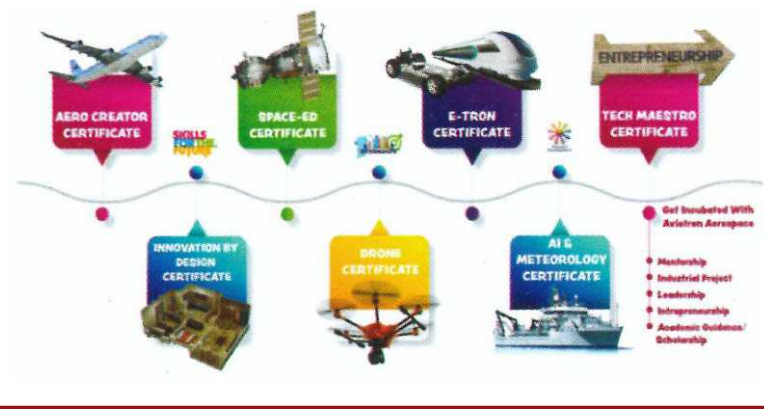 ENTREPRENEURSHIP
AERO CREATOR
CERTIFICATE
SKILLS
FOR THE
FUTURE
SPACE-ED
CERTIFICATE
E-TRON
CERTIFICATE
TECH MAESTRO
CERTIFICATE
INNOVATION BY
DESIGN
CERTIFICATE
DRONE
CERTIFICATE
AI &
METEOROLOGY
CERTIFICATE
Get Incubated With
Avietron Aerospace
Mentorship
Industrial Project
Leadership
Intrapreneurship
Academic Guidance/
Scholarship